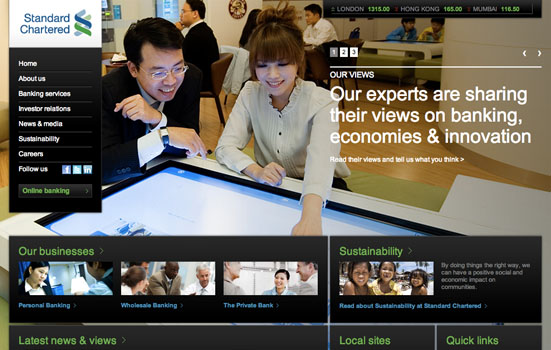 Standard
Chartered
LONDON 1315.00 HONG KONG 165.00 MUMBAI 116.50
Home
About us
Banking services
Investor relations
News & media
Sustainability
Careers
Follow us
Online banking >
1 2 3
‹ ›
OUR VIEWS
Our experts are sharing
their views on banking,
economies & innovation
Read their views and tell us what you think >
Our businesses >
Personal Banking >
Wholesale Banking >
The Private Bank >
Sustainability >
By doing things the right way, we
can have a positive social and
economic impact on
communities.
Read about Sustainability at Standard Chartered >
Latest news & views >
Local sites
Quick links